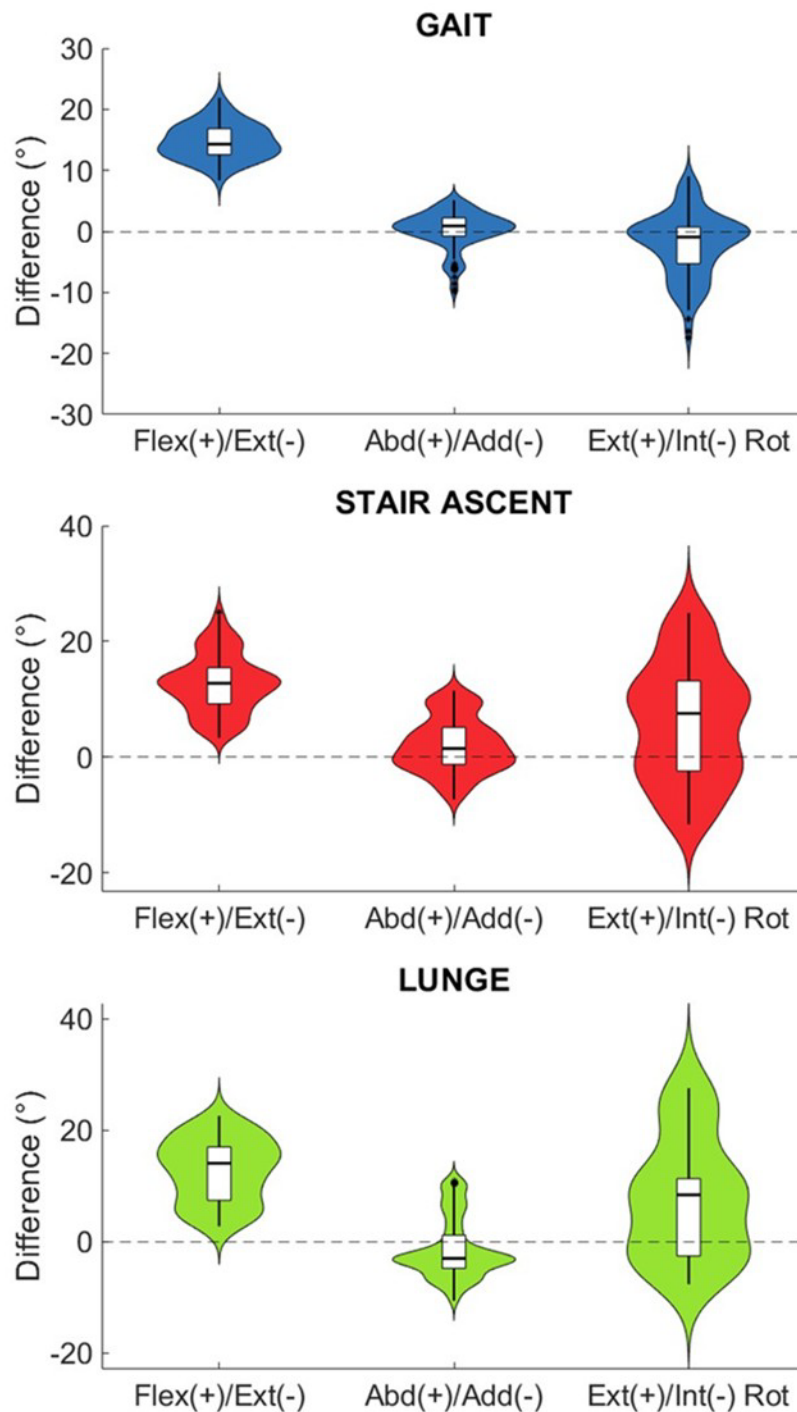 GAIT
30
20
10
0
-10
-20
-30
Difference (°)
Flex(+)/Ext(-) Abd(+)/Add(-) Ext(+)/Int(-) Rot
STAIR ASCENT
40
20
0
-20
Difference (°)
Flex(+)/Ext(-) Abd(+)/Add(-) Ext(+)/Int(-) Rot
LUNGE
40
20
0
-20
Difference (°)
Flex(+)/Ext(-) Abd(+)/Add(-) Ext(+)/Int(-) Rot